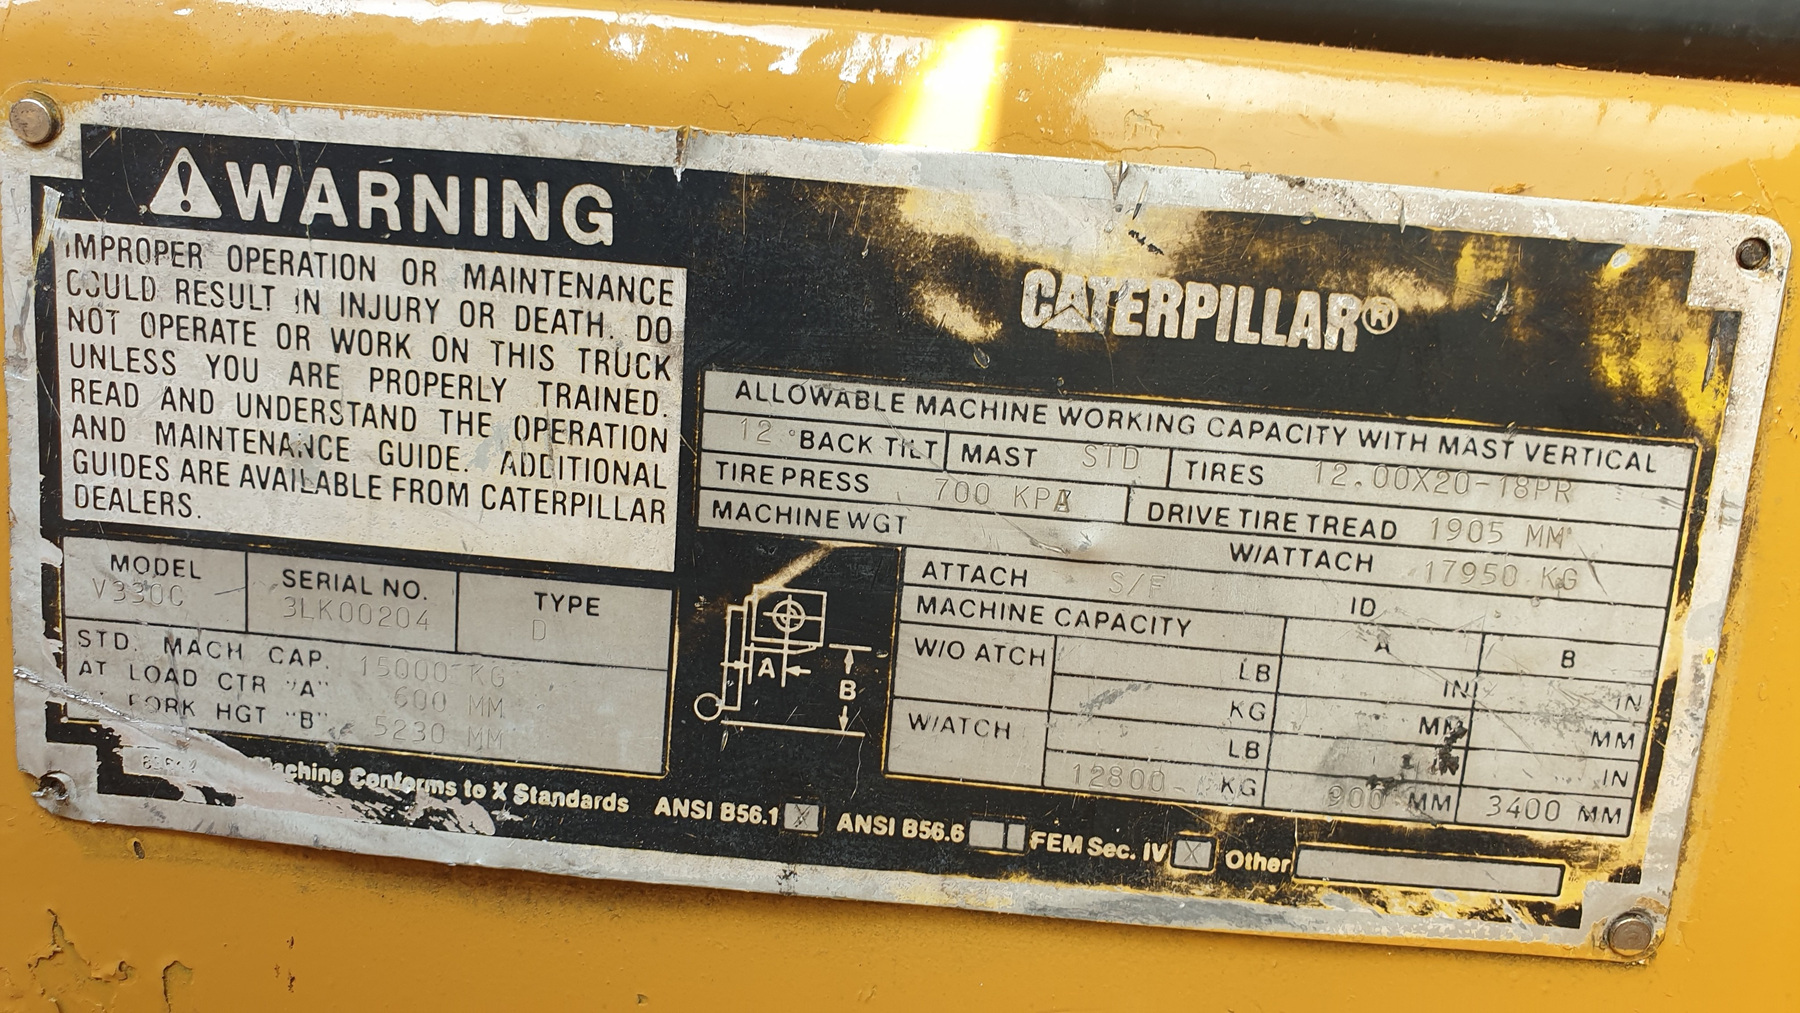 WARNING
IMPROPER OPERATION OR MAINTENANCE
COULD RESULT IN INJURY OR DEATH. DO
NOT OPERATE OR WORK ON THIS TRUCK
UNLESS YOU ARE PROPERLY TRAINED.
READ AND UNDERSTAND THE OPERATION
AND MAINTENANCE GUIDE. ADDITIONAL
GUIDES ARE AVAILABLE FROM CATERPILLAR
DEALERS.
MODEL SERIAL NO. TYPE
V330C 3LK00204 D
STD. MACH CAP. 15000 KG
AT LOAD CTR "A" 600 MM
FORK HGT "B" 5230 MM
CATERPILLAR®
ALLOWABLE MACHINE WORKING CAPACITY WITH MAST VERTICAL
12 °BACK TILT MAST STD TIRES 12.00X20-18PR
TIRE PRESS 700 KPA DRIVE TIRE TREAD 1905 MM
MACHINE WGT W/ATTACH 17950 KG
ATTACH S/F ID
MACHINE CAPACITY A B
W/O ATCH LB IN IN
KG MM MM
W/ATCH LB IN IN
12800 KG 900 MM 3400 MM
A
B
Machine Conforms to X Standards ANSI B56.1 X ANSI B56.6 FEM Sec. IV X Other